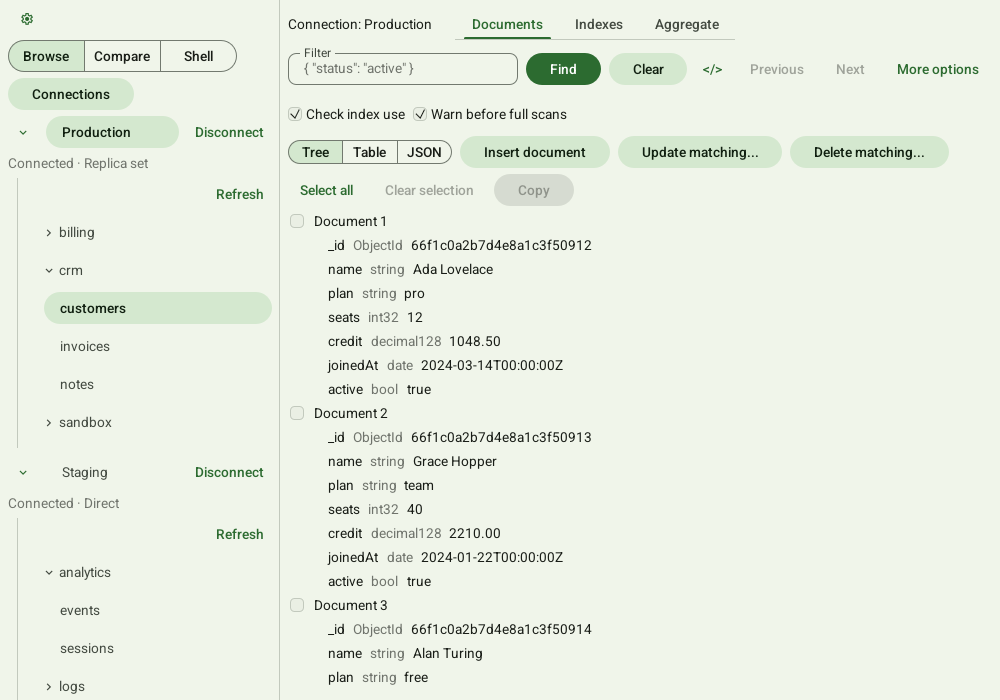 Browse Compare Shell
Connections
Production Disconnect
Connected · Replica set
Refresh
billing
crm
customers
invoices
notes
sandbox
Staging Disconnect
Connected · Direct
Refresh
analytics
events
sessions
logs
Connection: Production Documents Indexes Aggregate
Filter
{ "status": "active" } Find Clear </> Previous Next More options
Check index use Warn before full scans
Tree Table JSON Insert document Update matching... Delete matching...
Select all Clear selection Copy
Document 1
_id ObjectId 66f1c0a2b7d4e8a1c3f50912
name string Ada Lovelace
plan string pro
seats int32 12
credit decimal128 1048.50
joinedAt date 2024-03-14T00:00:00Z
active bool true
Document 2
_id ObjectId 66f1c0a2b7d4e8a1c3f50913
name string Grace Hopper
plan string team
seats int32 40
credit decimal128 2210.00
joinedAt date 2024-01-22T00:00:00Z
active bool true
Document 3
_id ObjectId 66f1c0a2b7d4e8a1c3f50914
name string Alan Turing
plan string free